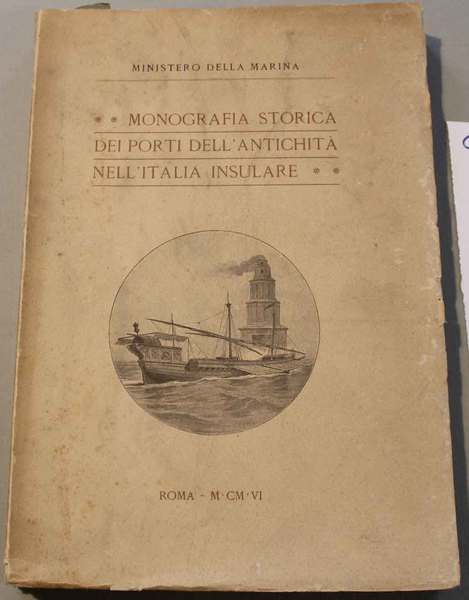 MINISTERO DELLA MARINA
MONOGRAFIA STORICA
DEI PORTI DELL'ANTICHITÀ
NELL'ITALIA INSULARE
ROMA - M·CM·VI